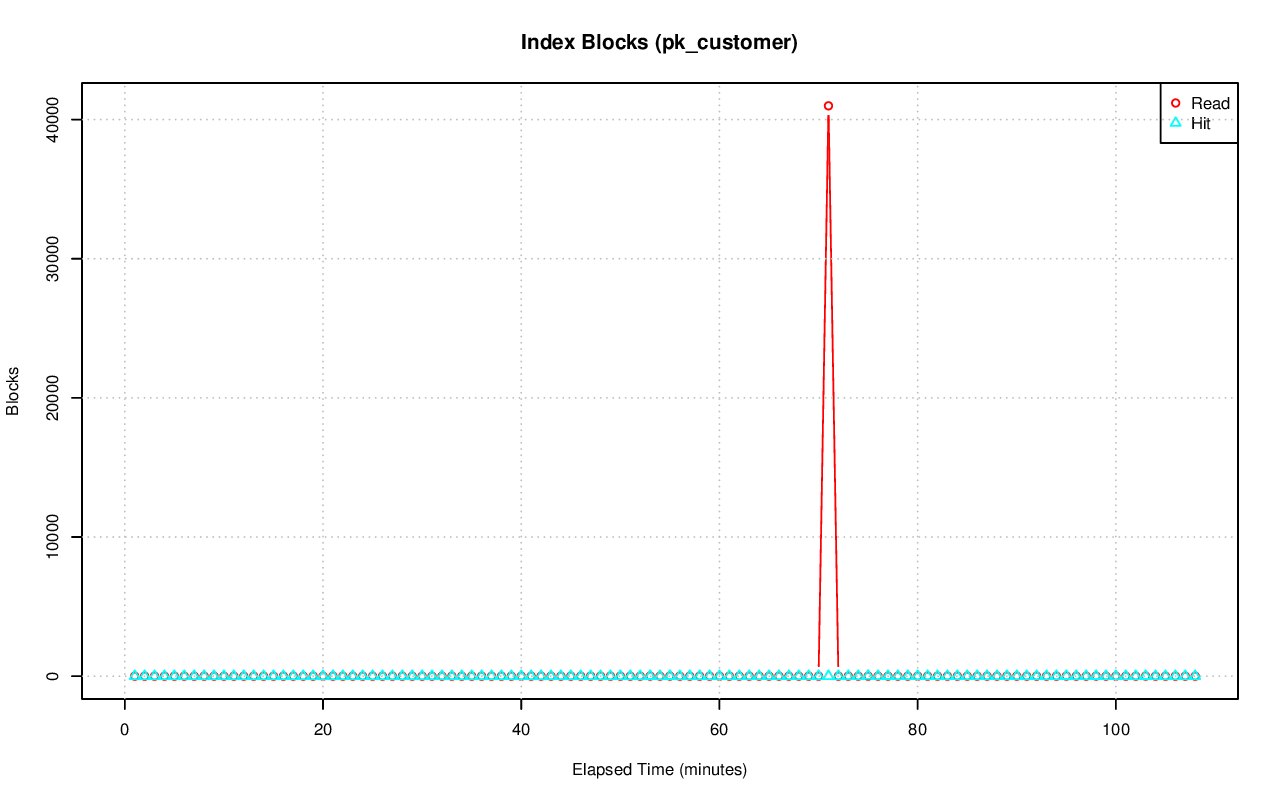 Index Blocks (pk_customer)
Read
Hit
40000
30000
20000
10000
0
Blocks
0 20 40 60 80 100
Elapsed Time (minutes)